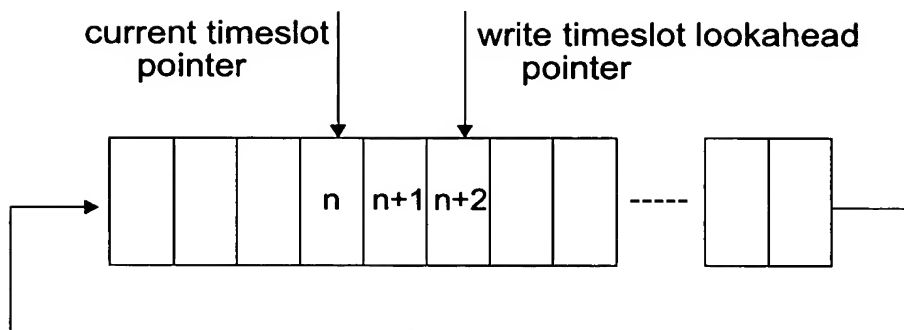 current timeslot
pointer
write timeslot lookahead
pointer
n n+1 n+2